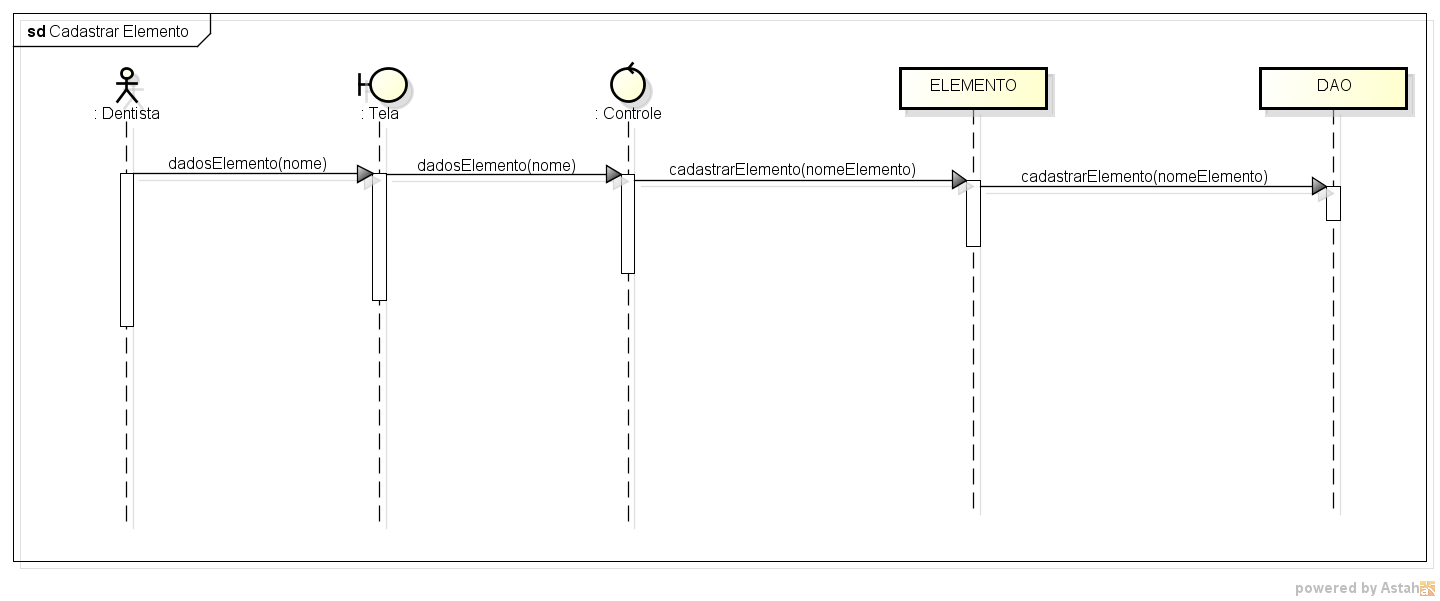 sd Cadastrar Elemento
: Dentista
: Tela
: Controle
ELEMENTO
DAO
dadosElemento(nome)
dadosElemento(nome)
cadastrarElemento(nomeElemento)
cadastrarElemento(nomeElemento)
powered by Astah